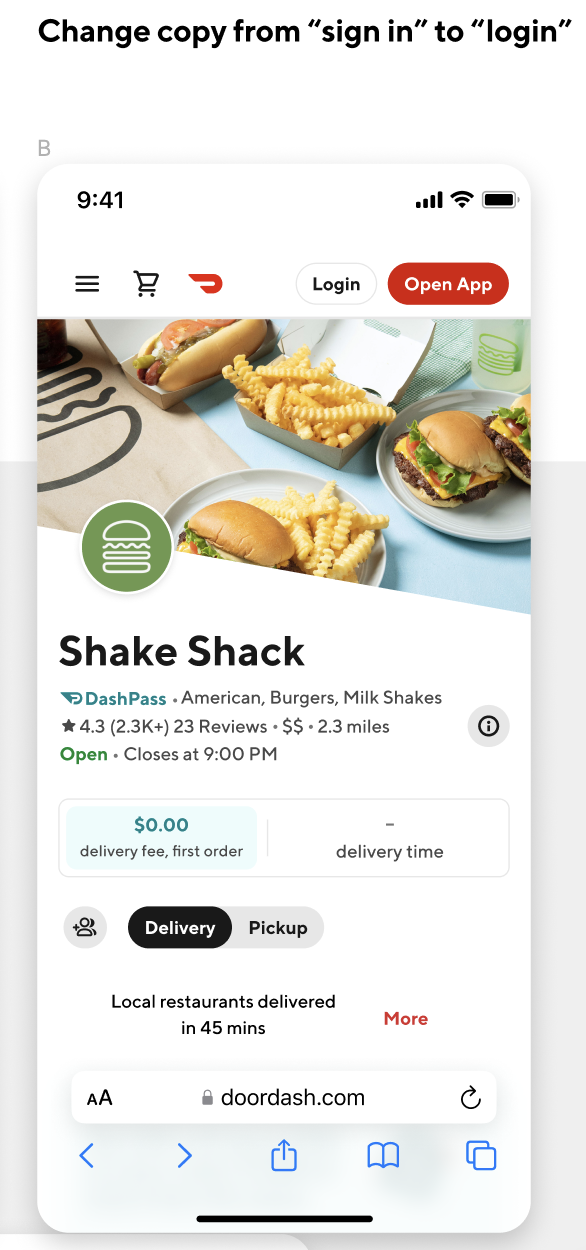 Change copy from “sign in” to “login”
B
9:41
Login
Open App
Shake Shack
DashPass • American, Burgers, Milk Shakes
★ 4.3 (2.3K+) 23 Reviews • $$ • 2.3 miles
Open • Closes at 9:00 PM
$0.00
delivery fee, first order
–
delivery time
Delivery
Pickup
Local restaurants delivered
in 45 mins
More
AA
doordash.com